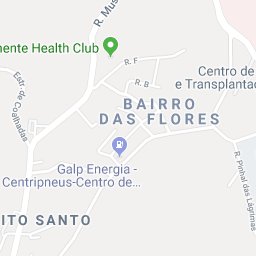 R. Mus
mente Health Club
R. F
Centro de
e Transplanta
Estr. de Coalhadas
R. B
BAIRRO
DAS FLORES
Galp Energia -
Centripneus-Centro de...
R. Pinhal das Lágrimas
ITO SANTO